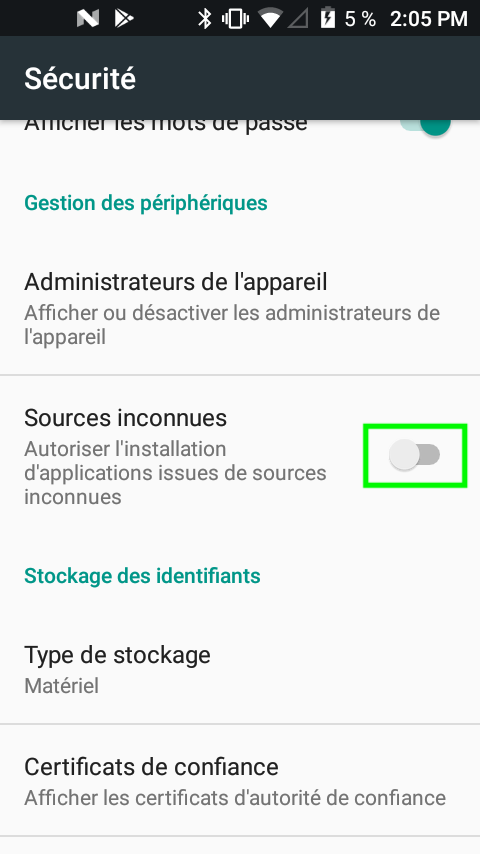 5 % 2:05 PM
Sécurité
Afficher les mots de passe
Gestion des périphériques
Administrateurs de l'appareil
Afficher ou désactiver les administrateurs de
l'appareil
Sources inconnues
Autoriser l'installation
d'applications issues de sources
inconnues
Stockage des identifiants
Type de stockage
Matériel
Certificats de confiance
Afficher les certificats d'autorité de confiance